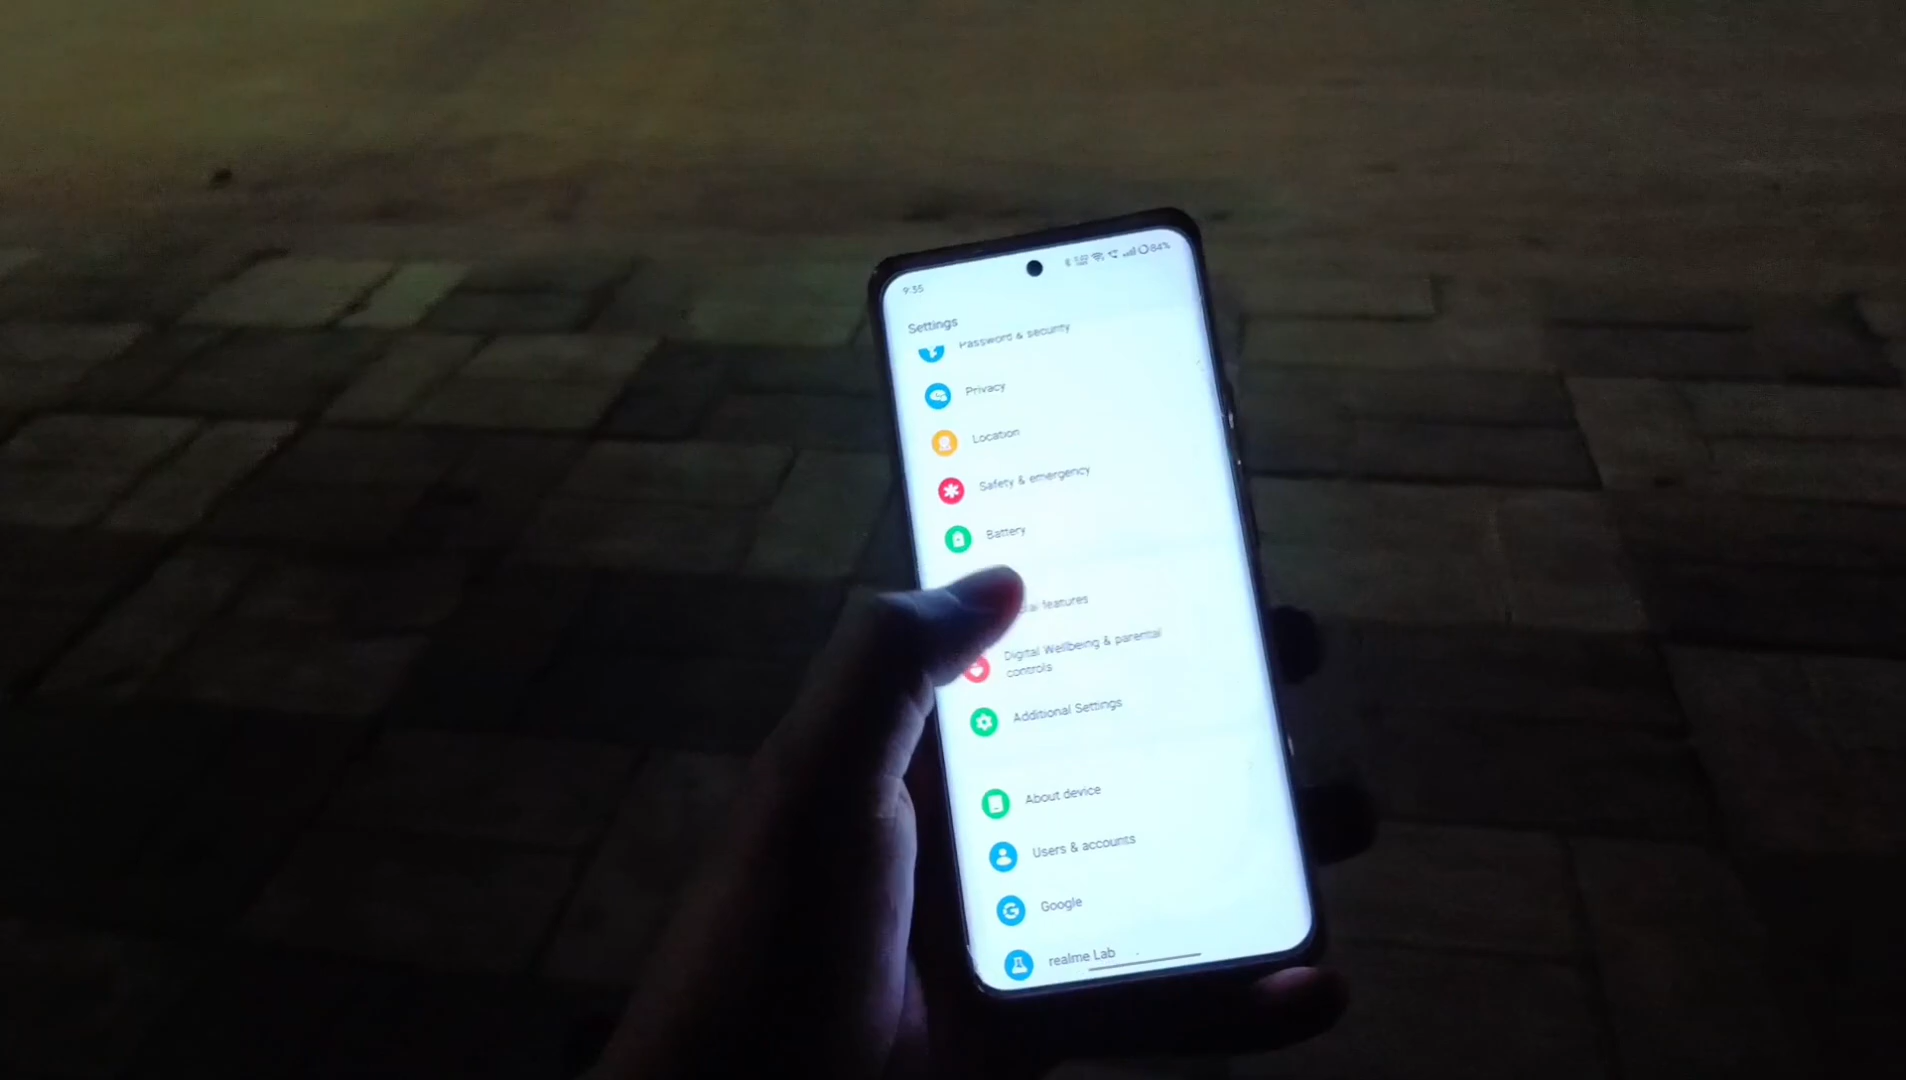 9:35
84%
Settings
Password & security
Privacy
Location
Safety & emergency
Battery
features
Digital Wellbeing & parental
controls
Additional Settings
About device
Users & accounts
Google
realme Lab